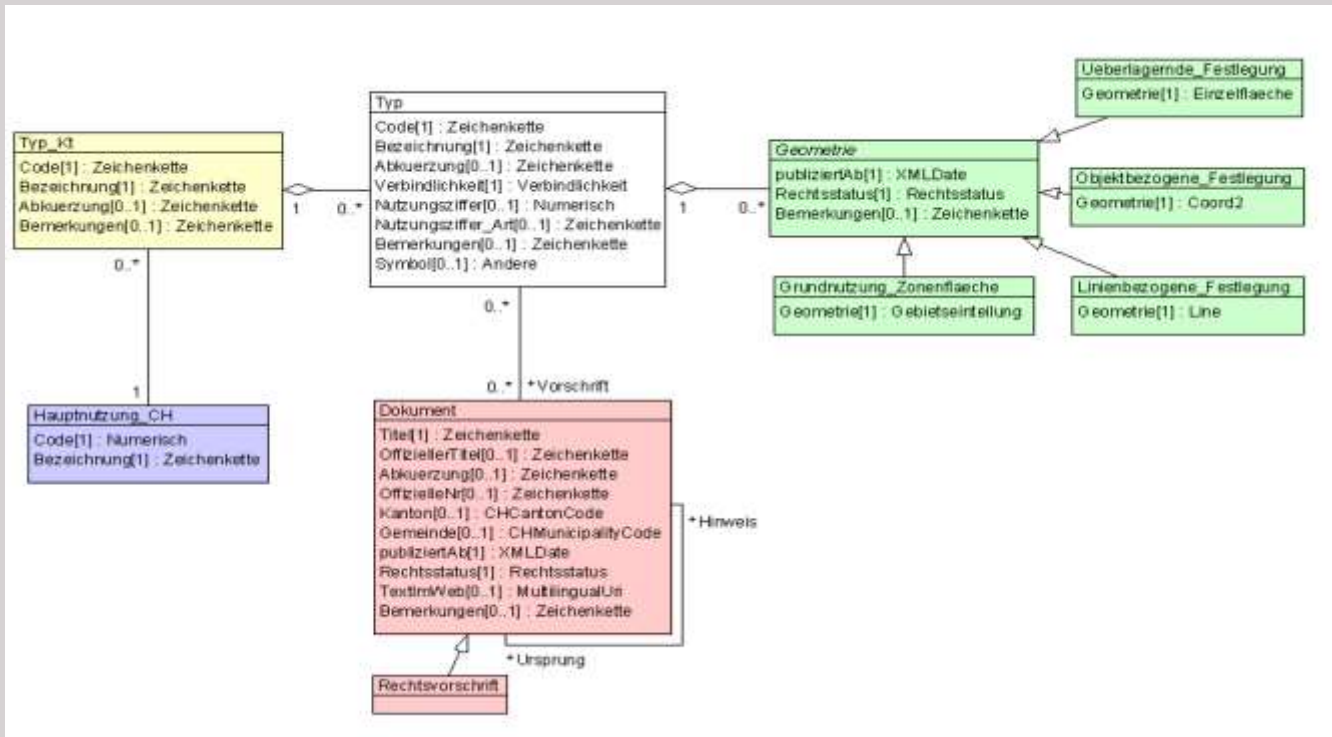 Typ_Kt
Code[1] : Zeichenkette
Bezeichnung[1] : Zeichenkette
Abkuerzung[0..1] : Zeichenkette
Bemerkungen[0..1] : Zeichenkette
1
0..*
0..*
1
Hauptnutzung_CH
Code[1] : Numerisch
Bezeichnung[1] : Zeichenkette
Typ
Code[1] : Zeichenkette
Bezeichnung[1] : Zeichenkette
Abkuerzung[0..1] : Zeichenkette
Verbindlichkeit[1] : Verbindlichkeit
Nutzungsziffer[0..1] : Numerisch
Nutzungsziffer_Art[0..1] : Zeichenkette
Bemerkungen[0..1] : Zeichenkette
Symbol[0..1] : Andere
1
0..*
0..*
0..* *Vorschrift
Dokument
Titel[1] : Zeichenkette
OffiziellerTitel[0..1] : Zeichenkette
Abkuerzung[0..1] : Zeichenkette
OffizielleNr[0..1] : Zeichenkette
Kanton[0..1] : CHCantonCode
Gemeinde[0..1] : CHMunicipalityCode
publiziertAb[1] : XMLDate
Rechtsstatus[1] : Rechtsstatus
TextImWeb[0..1] : MultilingualUri
Bemerkungen[0..1] : Zeichenkette
*Hinweis
*Ursprung
Rechtsvorschrift
Geometrie
publiziertAb[1] : XMLDate
Rechtsstatus[1] : Rechtsstatus
Bemerkungen[0..1] : Zeichenkette
Ueberlagernde_Festlegung
Geometrie[1] : Einzelflaeche
Objektbezogene_Festlegung
Geometrie[1] : Coord2
Grundnutzung_Zonenflaeche
Geometrie[1] : Gebietseinteilung
Linienbezogene_Festlegung
Geometrie[1] : Line